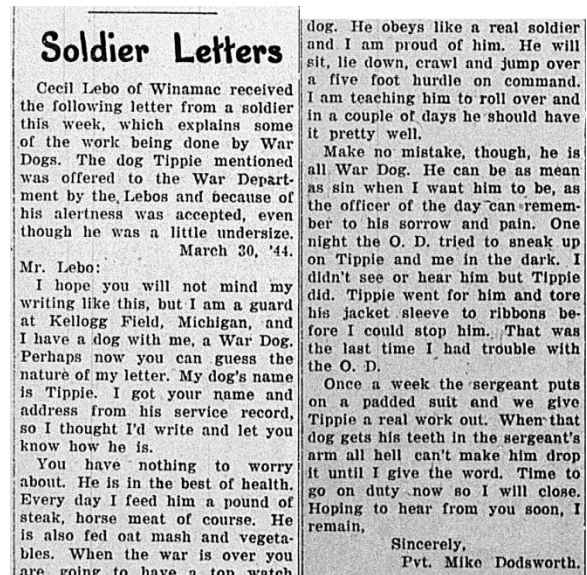 Soldier Letters
Cecil Lebo of Winamac received
the following letter from a soldier
this week, which explains some
of the work being done by War
Dogs. The dog Tippie mentioned
was offered to the War Depart-
ment by the Lebos and because of
his alertness was accepted, even
though he was a little undersize.
March 30, '44.
Mr. Lebo:
I hope you will not mind my
writing like this, but I am a guard
at Kellogg Field, Michigan, and
I have a dog with me, a War Dog.
Perhaps now you can guess the
nature of my letter. My dog's name
is Tippie. I got your name and
address from his service record,
so I thought I'd write and let you
know how he is.
You have nothing to worry
about. He is in the best of health.
Every day I feed him a pound of
steak, horse meat of course. He
is also fed oat mash and vegeta-
bles. When the war is over you
are going to have a top watch
dog. He obeys like a real soldier
and I am proud of him. He will
sit, lie down, crawl and jump over
a five foot hurdle on command.
I am teaching him to roll over and
in a couple of days he should have
it pretty well.
Make no mistake, though, he is
all War Dog. He can be as mean
as sin when I want him to be, as
the officer of the day can remem-
ber to his sorrow and pain. One
night the O. D. tried to sneak up
on Tippie and me in the dark. I
didn't see or hear him but Tippie
did. Tippie went for him and tore
his jacket sleeve to ribbons be-
fore I could stop him. That was
the last time I had trouble with
the O. D.
Once a week the sergeant puts
on a padded suit and we give
Tippie a real work out. When that
dog gets his teeth in the sergeant's
arm all hell can't make him drop
it until I give the word. Time to
go on duty now so I will close.
Hoping to hear from you soon, I
remain,
Sincerely,
Pvt. Mike Dodsworth.